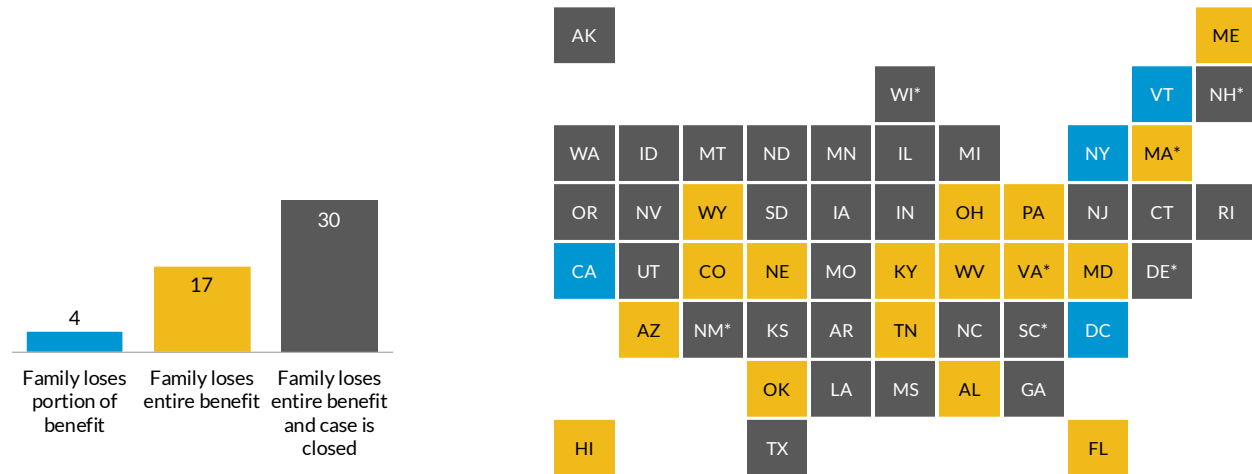 4
17
30
Family loses
portion of
benefit
Family loses
entire benefit
Family loses
entire benefit
and case is
closed
AK ME
WI* VT NH*
WA ID MT ND MN IL MI NY MA*
OR NV WY SD IA IN OH PA NJ CT RI
CA UT CO NE MO KY WV VA* MD DE*
AZ NM* KS AR TN NC SC* DC
OK LA MS AL GA
HI TX FL